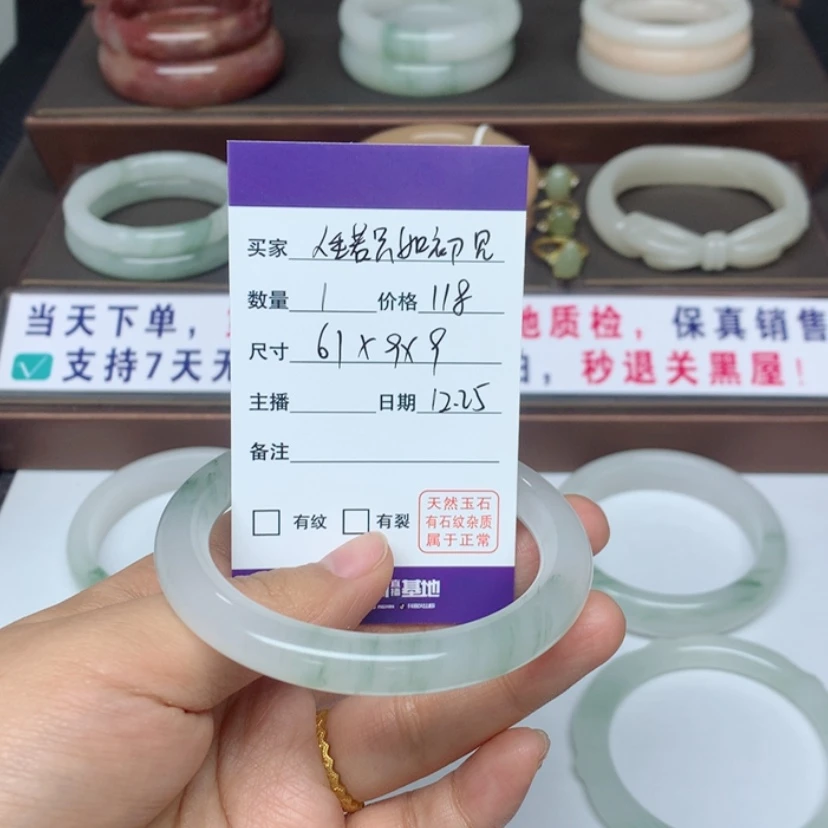 买家 人生若只如初见
数量 1 价格 118
尺寸 61×9×9
主播 日期 12.25
备注
有纹 有裂
天然玉石
有石纹杂质
属于正常
基地
当天下单，
地质检，保真销售
支持7天无
，秒退关黑屋！